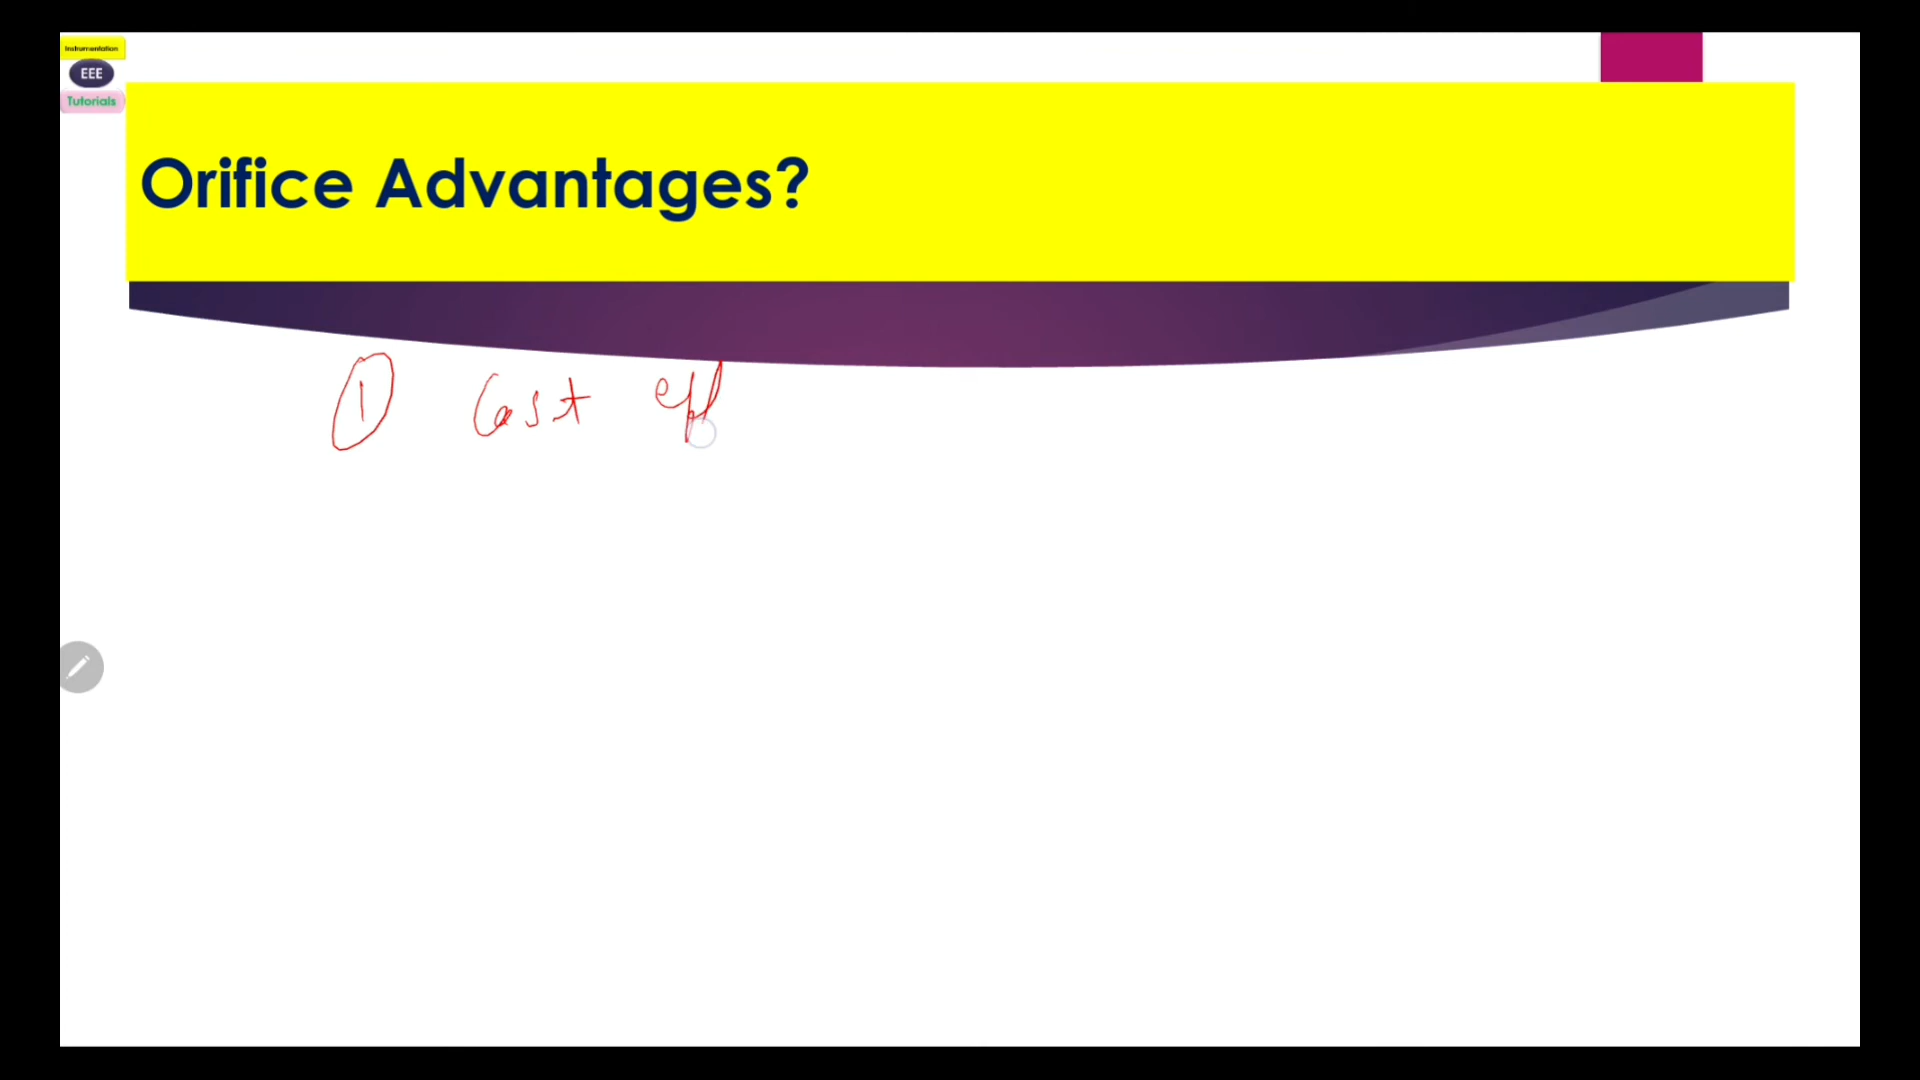 Instrumentation
EEE
Tutorials
Orifice Advantages?
1 Cost eff